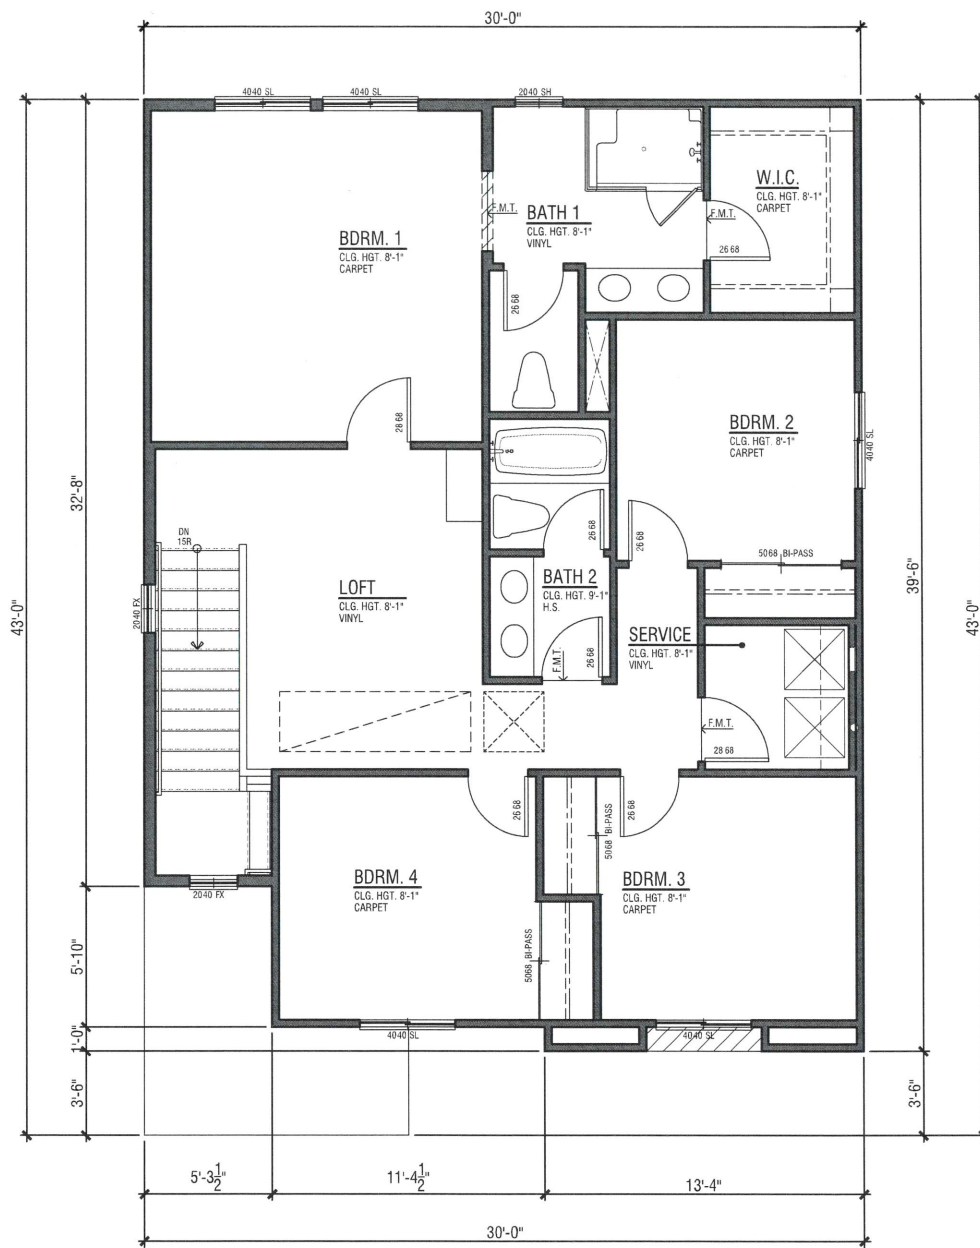 30'-0"
4040 SL
4040 SL
2040 SH
W.I.C.
CLG. HGT. 8'-1"
CARPET
F.M.T.
BATH 1
CLG. HGT. 8'-1"
VINYL
F.M.T.
26 68
BDRM. 1
CLG. HGT. 8'-1"
CARPET
26 68
28 68
BDRM. 2
CLG. HGT. 8'-1"
CARPET
4040 SL
32'-8"
43'-0"
39'-6"
43'-0"
DN
15R
26 68
26 68
5068 BI-PASS
LOFT
CLG. HGT. 8'-1"
VINYL
2040 FX
BATH 2
CLG. HGT. 9'-1"
H.S.
F.M.T.
26 68
SERVICE
CLG. HGT. 8'-1"
VINYL
F.M.T.
28 68
26 68
5068 BI-PASS
26 68
BDRM. 4
CLG. HGT. 8'-1"
CARPET
BDRM. 3
CLG. HGT. 8'-1"
CARPET
2040 FX
5068 BI-PASS
5'-10"
1'-0"
4040 SL
4040 SL
3'-6"
3'-6"
5'-3 1/2"
11'-4 1/2"
13'-4"
30'-0"